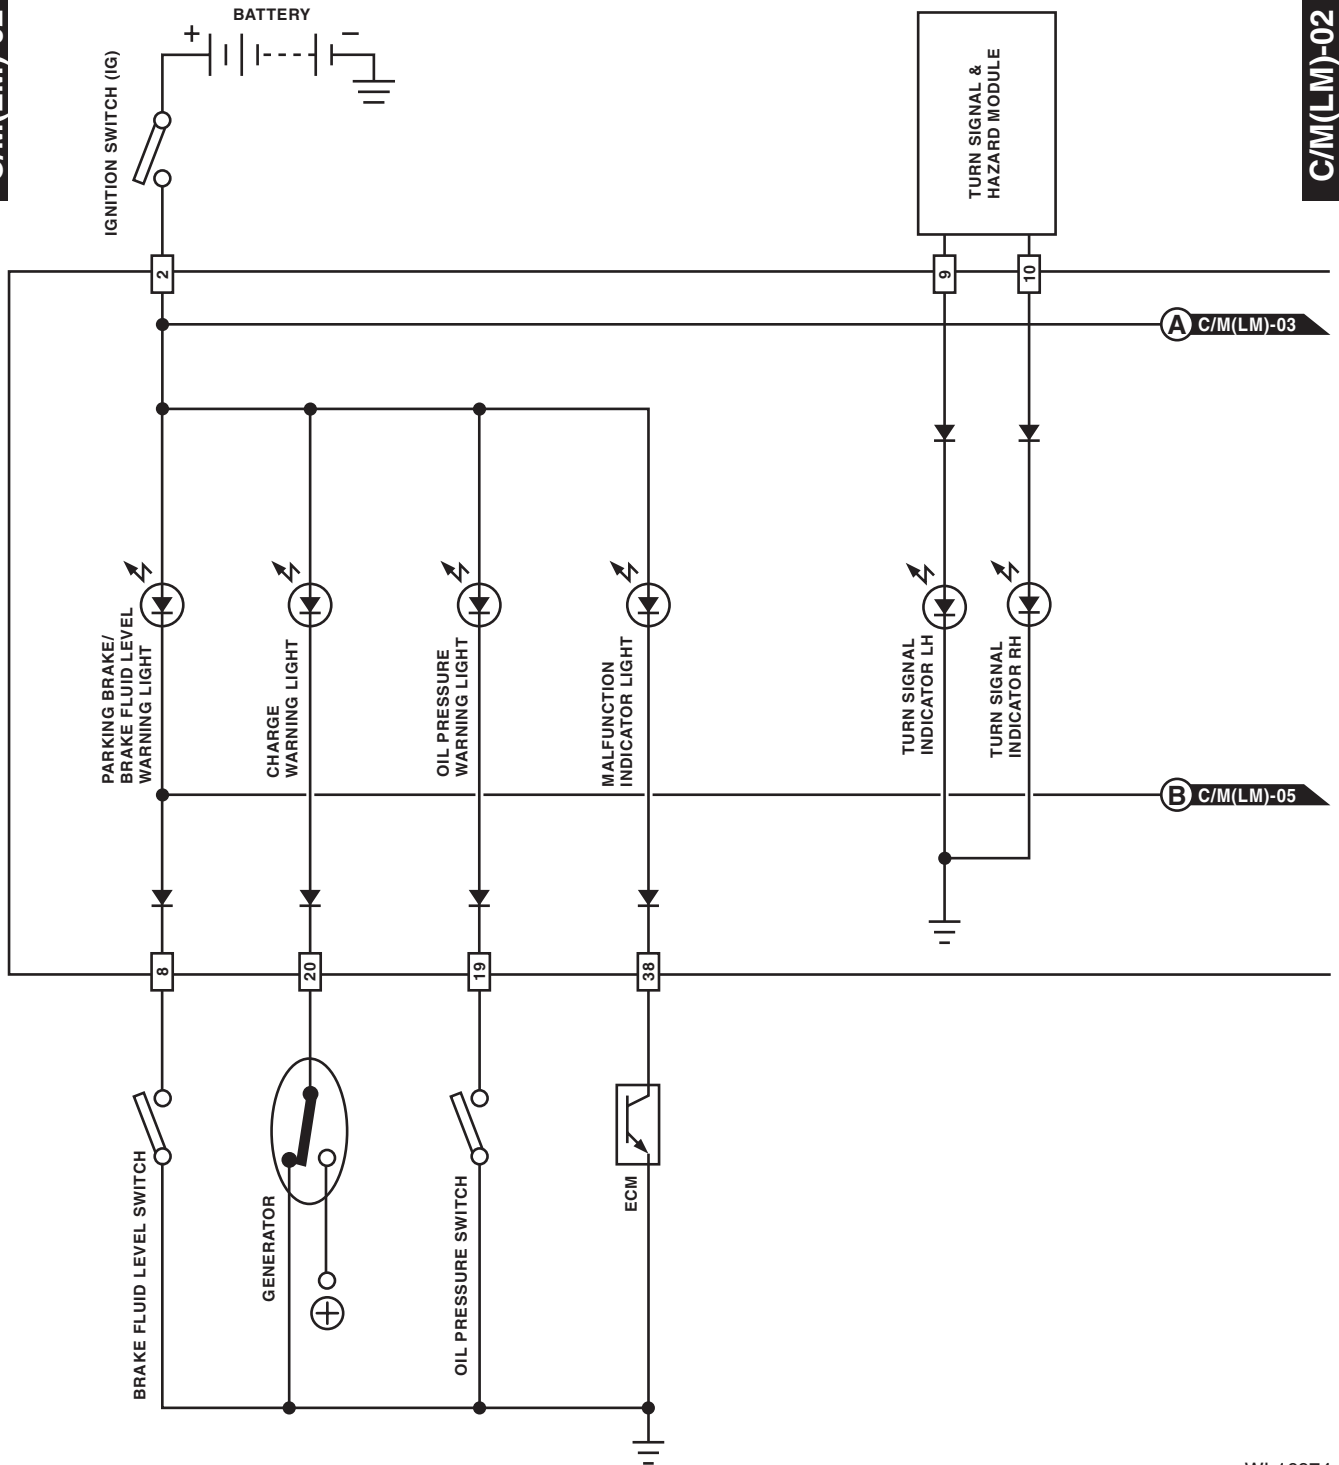 BATTERY
+
−
IGNITION SWITCH (IG)
TURN SIGNAL &
HAZARD MODULE
C/M(LM)-02
2
9
10
A
C/M(LM)-03
PARKING BRAKE/
BRAKE FLUID LEVEL
WARNING LIGHT
CHARGE
WARNING LIGHT
OIL PRESSURE
WARNING LIGHT
MALFUNCTION
INDICATOR LIGHT
TURN SIGNAL
INDICATOR LH
TURN SIGNAL
INDICATOR RH
B
C/M(LM)-05
8
20
19
38
BRAKE FLUID LEVEL SWITCH
GENERATOR
+
OIL PRESSURE SWITCH
ECM